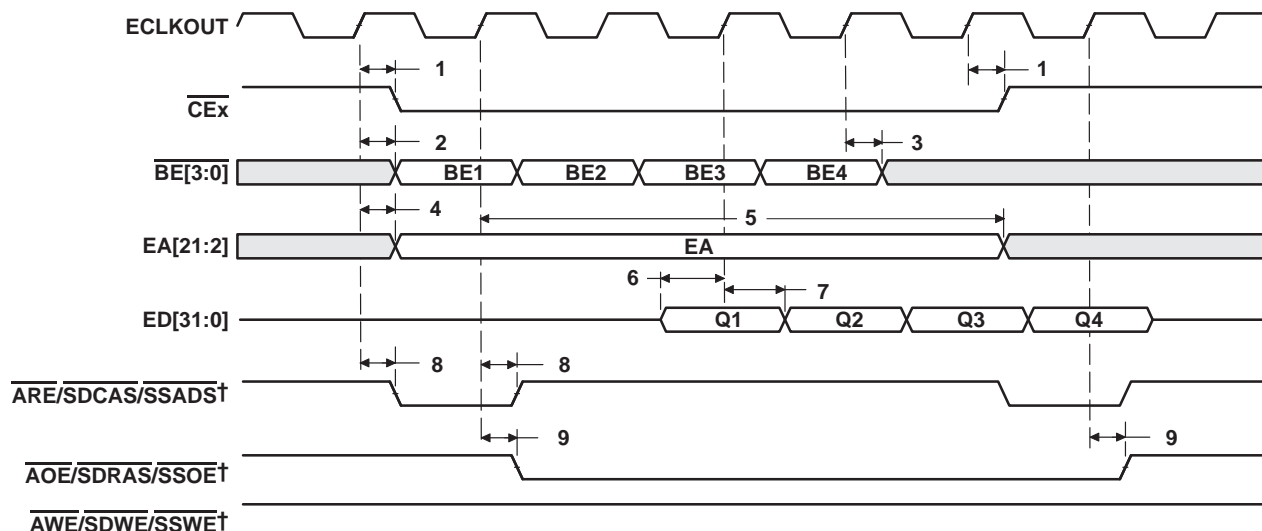 ECLKOUT
1
1
CEx
2
3
BE[3:0]
BE1
BE2
BE3
BE4
4
5
EA[21:2]
EA
6
7
ED[31:0]
Q1
Q2
Q3
Q4
8
8
ARE/SDCAS/SSADS†
9
9
AOE/SDRAS/SSOE†
AWE/SDWE/SSWE†